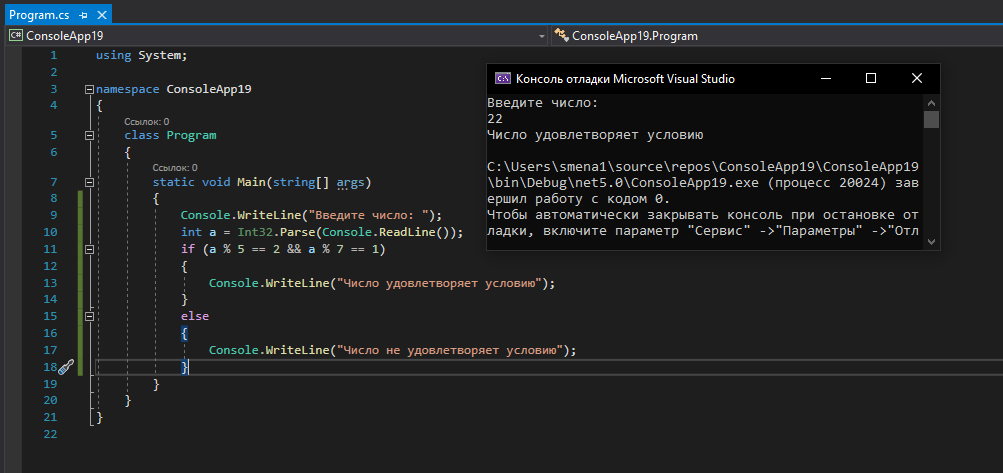 Program.cs
ConsoleApp19
ConsoleApp19.Program
1 using System;
2
3 namespace ConsoleApp19
4 {
Ссылок: 0
5 class Program
6 {
Ссылок: 0
7 static void Main(string[] args)
8 {
9 Console.WriteLine("Введите число: ");
10 int a = Int32.Parse(Console.ReadLine());
11 if (a % 5 == 2 && a % 7 == 1)
12 {
13 Console.WriteLine("Число удовлетворяет условию");
14 }
15 else
16 {
17 Console.WriteLine("Число не удовлетворяет условию");
18 }
19 }
20 }
21 }
22
Консоль отладки Microsoft Visual Studio
Введите число:
22
Число удовлетворяет условию
C:\Users\smena1\source\repos\ConsoleApp19\ConsoleApp19
\bin\Debug\net5.0\ConsoleApp19.exe (процесс 20024) зав
ершил работу с кодом 0.
Чтобы автоматически закрывать консоль при остановке от
ладки, включите параметр "Сервис" ->"Параметры" ->"Отл